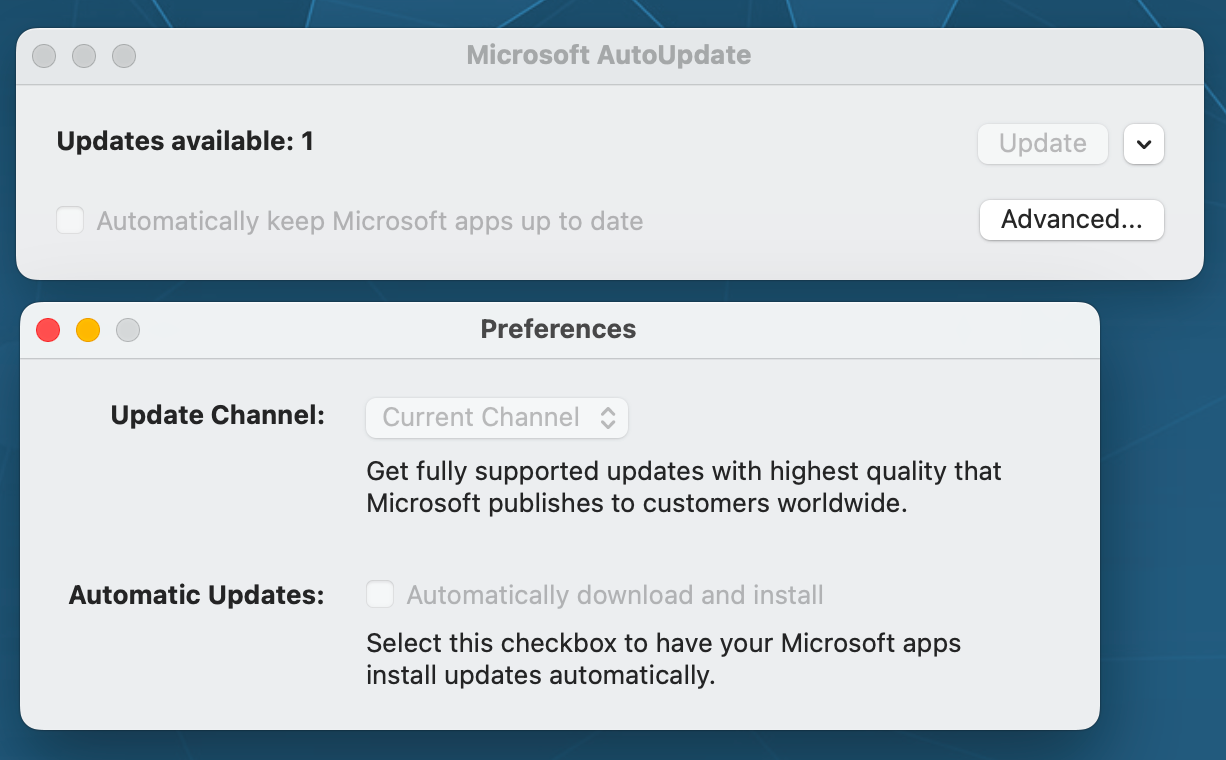 Microsoft AutoUpdate
Updates available: 1
Update
Automatically keep Microsoft apps up to date
Advanced...
Preferences
Update Channel:
Current Channel
Get fully supported updates with highest quality that
Microsoft publishes to customers worldwide.
Automatic Updates:
Automatically download and install
Select this checkbox to have your Microsoft apps
install updates automatically.